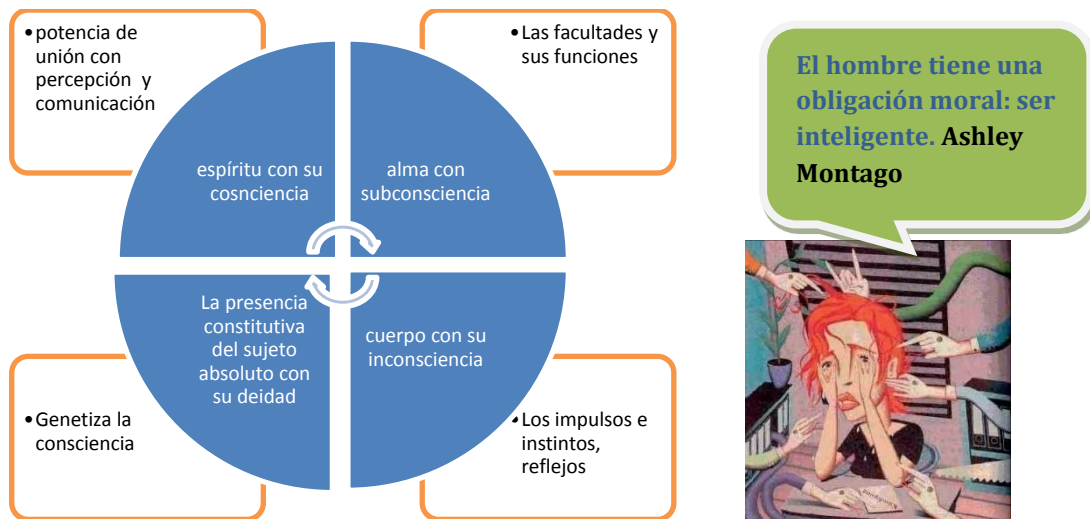 •potencia de
unión con
percepción y
comunicación
•Las facultades y
sus funciones
espíritu con su
cosnciencia
alma con
subconsciencia
La presencia
constitutiva
del sujeto
absoluto con
su deidad
cuerpo con su
inconsciencia
•Genetiza la
consciencia
•Los impulsos e
instintos,
reflejos
El hombre tiene una
obligación moral: ser
inteligente. Ashley
Montago